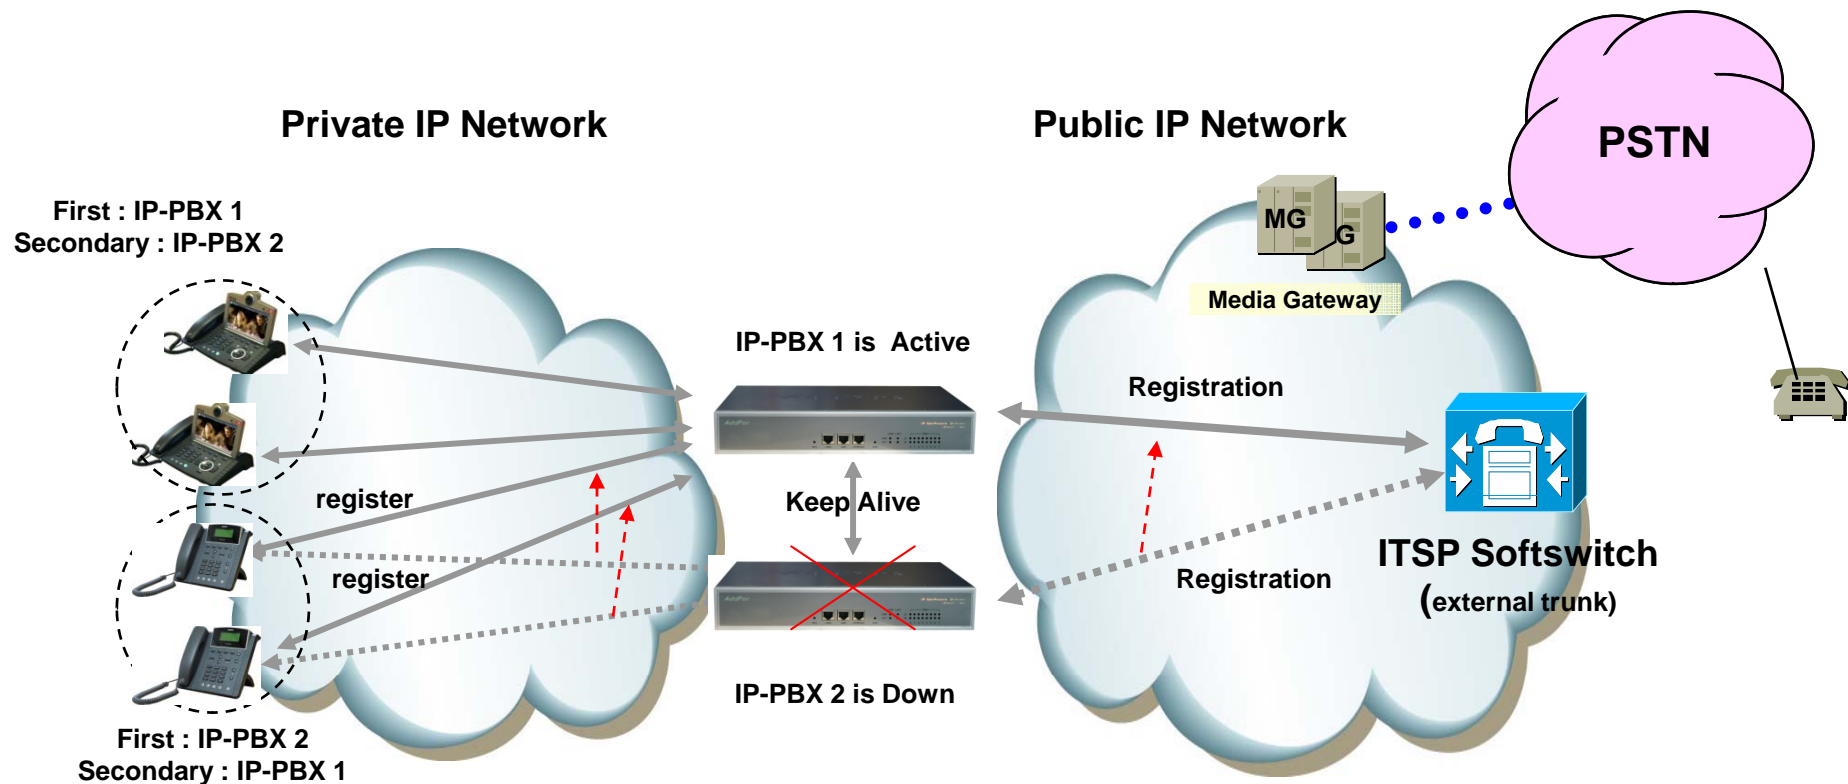 Private IP Network
Public IP Network
PSTN
First : IP-PBX 1
Secondary : IP-PBX 2
MG
G
Media Gateway
IP-PBX 1 is Active
Registration
AddPac
register
Keep Alive
register
Registration
AddPac
ITSP Softswitch
(external trunk)
IP-PBX 2 is Down
First : IP-PBX 2
Secondary : IP-PBX 1